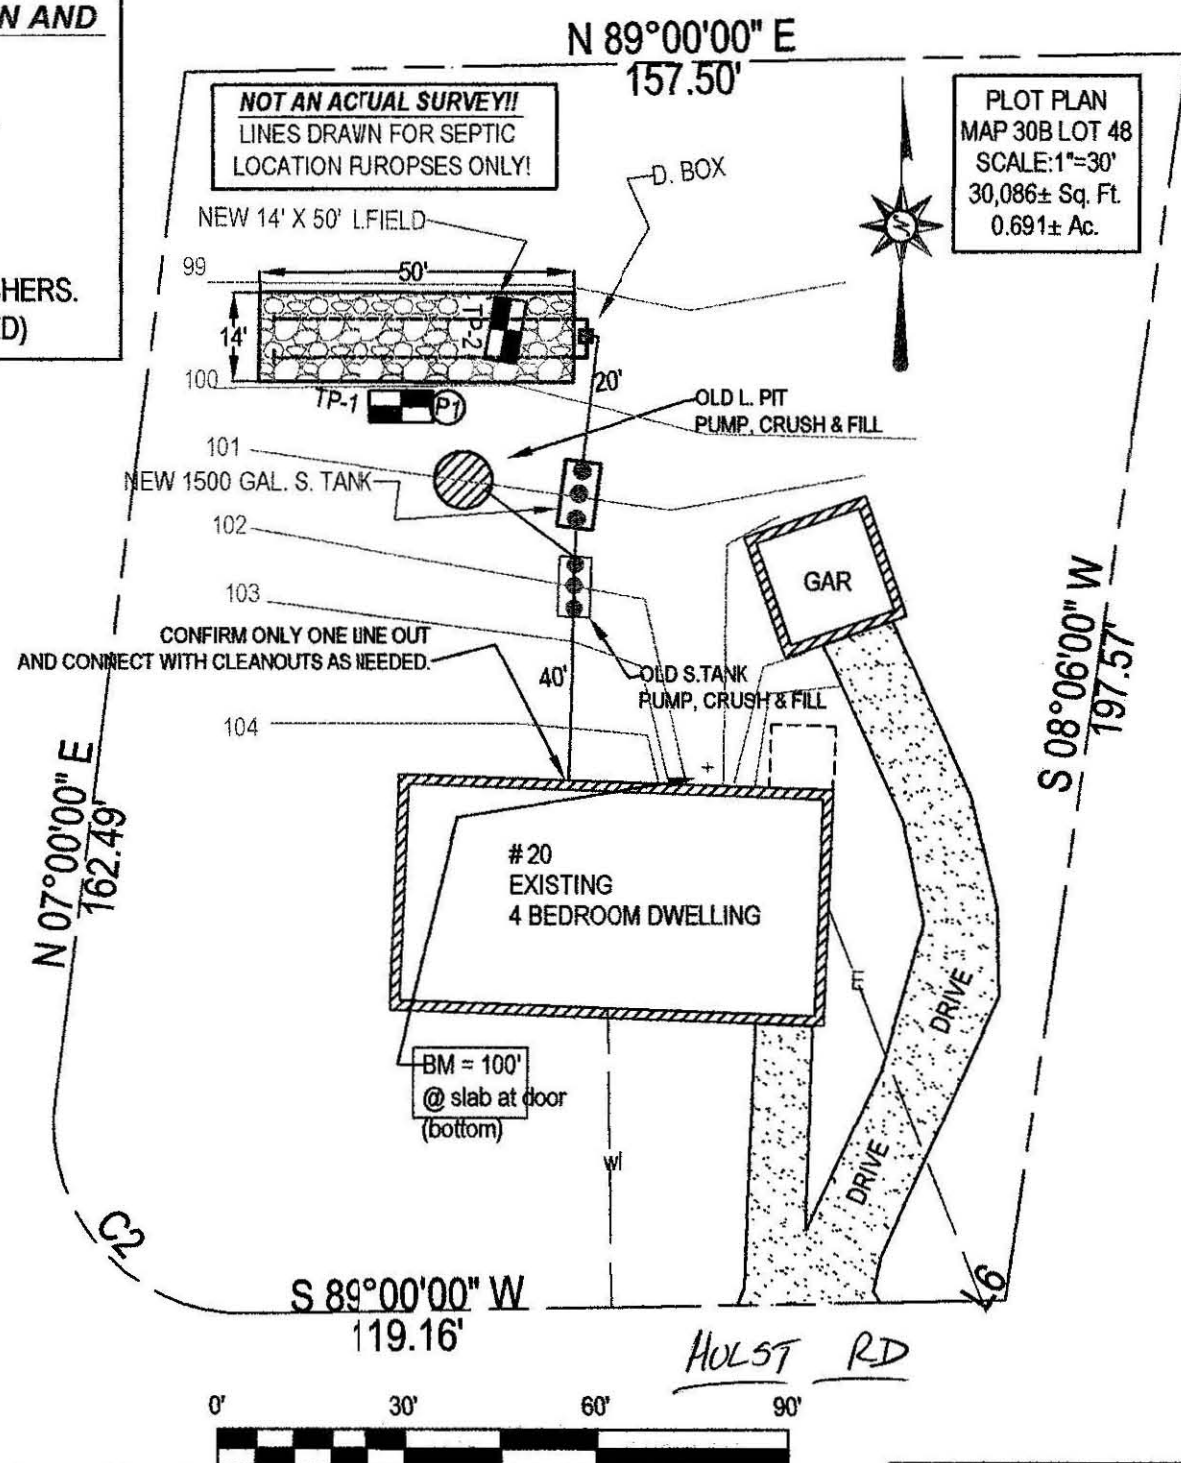 N AND
HERS.
D)
N 89°00'00" E
157.50'
NOT AN ACTUAL SURVEY!!
LINES DRAWN FOR SEPTIC
LOCATION PUROPSES ONLY!
PLOT PLAN
MAP 30B LOT 48
SCALE:1"=30'
30,086± Sq. Ft.
0.691± Ac.
N
D. BOX
NEW 14' X 50' L.FIELD
99
50'
14'
TP-2
20'
100
TP-1
P1
OLD L. PIT
PUMP, CRUSH & FILL
101
NEW 1500 GAL. S. TANK
102
GAR
103
CONFIRM ONLY ONE LINE OUT
AND CONNECT WITH CLEANOUTS AS NEEDED.
40'
OLD S.TANK
PUMP, CRUSH & FILL
104
S 08°06'00" W
197.57'
N 07°00'00" E
162.49'
#20
EXISTING
4 BEDROOM DWELLING
E
DRIVE
BM = 100'
@ slab at door
(bottom)
wl
DRIVE
C2
L6
S 89°00'00" W
119.16'
HULST RD
0' 30' 60' 90'